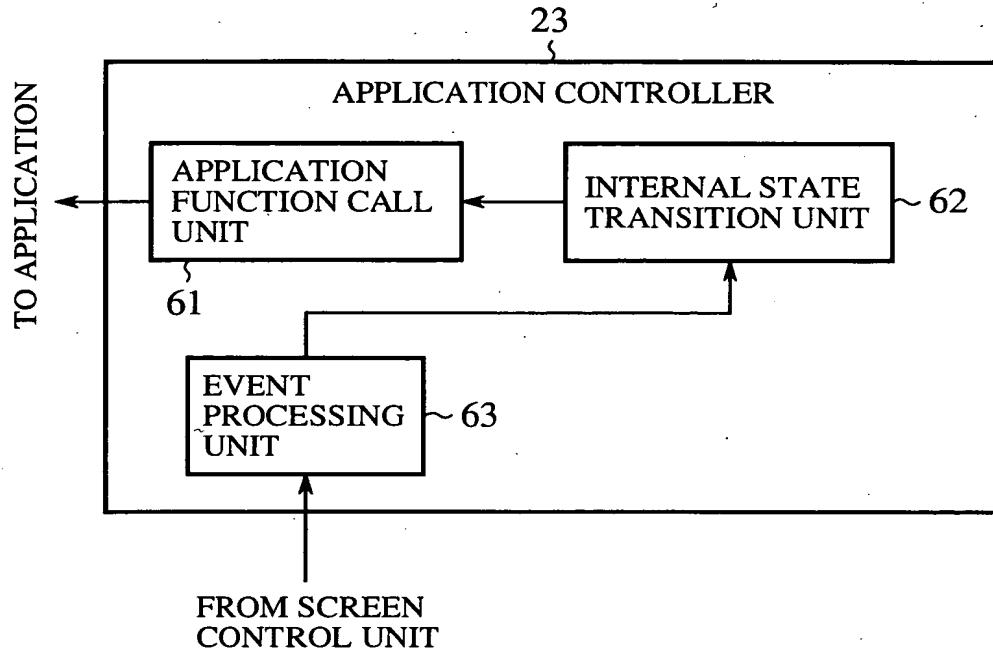 23
APPLICATION CONTROLLER
TO APPLICATION
APPLICATION
FUNCTION CALL
UNIT
61
INTERNAL STATE
TRANSITION UNIT
62
EVENT
PROCESSING
UNIT
63
FROM SCREEN
CONTROL UNIT